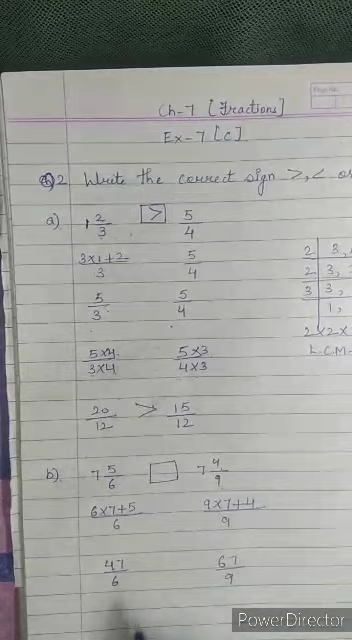 Page No.
Ch-7 [Fractions]
Ex-7 [C]
Q2 Write the correct sign >, < or
a) 1 2/3 [>] 5/4
(3×1+2)/3 5/4 2 | 3,
5/3 5/4 2 | 3,
3 | 3,
1,
2×2×
(5×4)/(3×4) (5×3)/(4×3) L.C.M-
20/12 > 15/12
b). 7 5/6 □ 7 4/9
(6×7+5)/6 (9×7+4)/9
47/6 67/9
PowerDirector